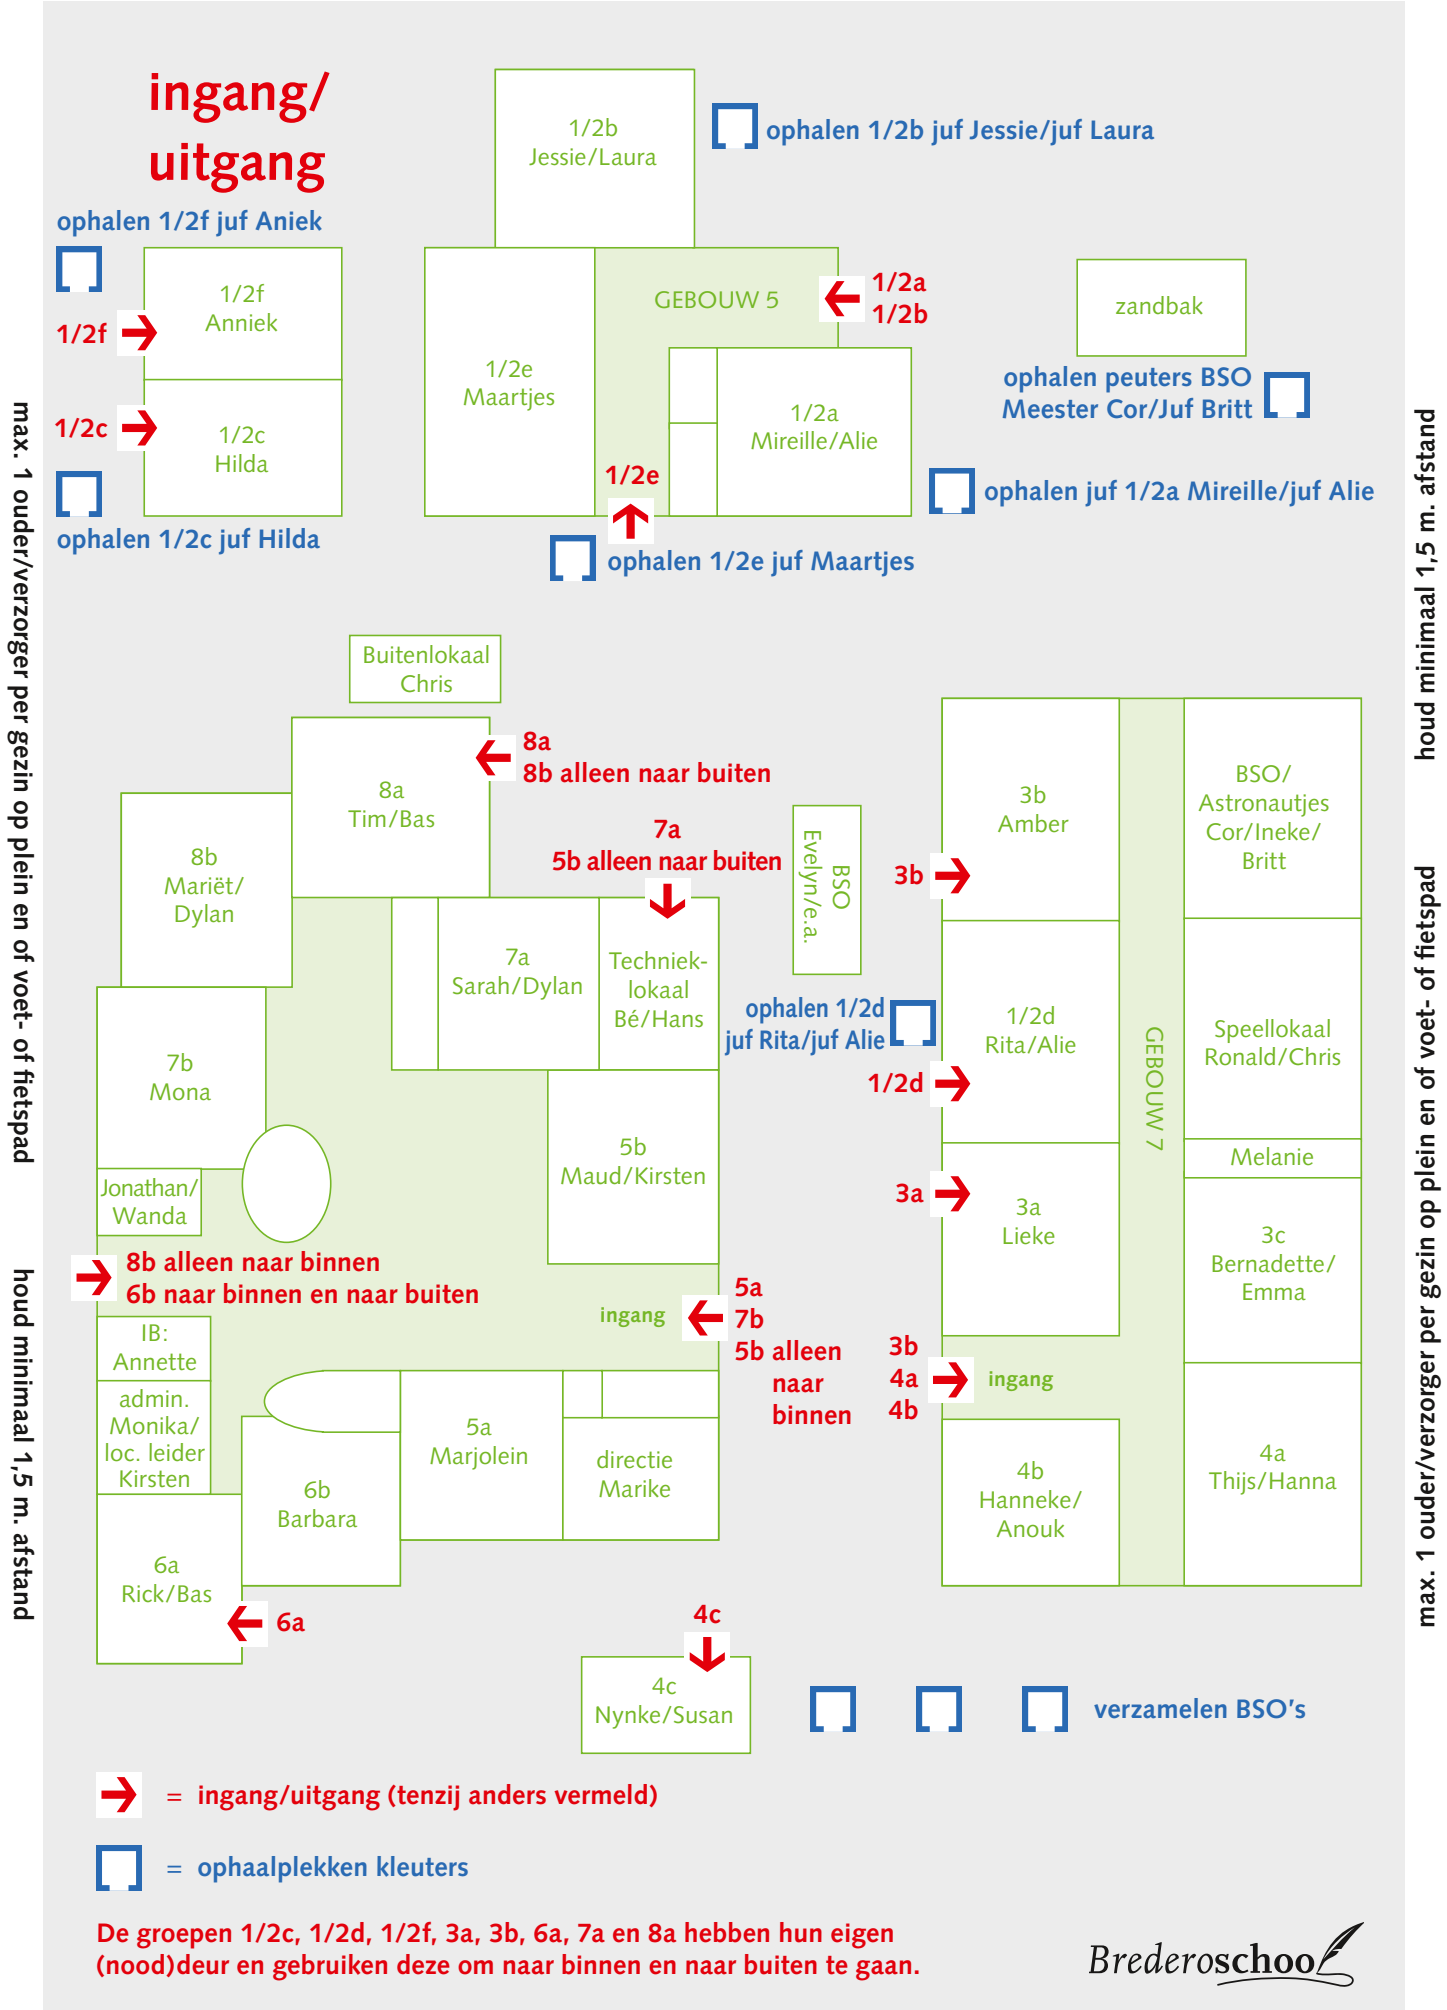 ingang/
uitgang
1/2b
Jessie/Laura
ophalen 1/2b juf Jessie/juf Laura
ophalen 1/2f juf Aniek
1/2f
Anniek
1/2f
1/2c
1/2c
Hilda
ophalen 1/2c juf Hilda
GEBOUW 5
1/2a
1/2b
1/2e
Maartjes
1/2a
Mireille/Alie
1/2e
ophalen 1/2e juf Maartjes
zandbak
ophalen peuters BSO
Meester Cor/Juf Britt
ophalen juf 1/2a Mireille/juf Alie
max. 1 ouder/verzorger per gezin op plein en of voet- of fietspad
houd minimaal 1,5 m. afstand
houd minimaal 1,5 m. afstand
max. 1 ouder/verzorger per gezin op plein en of voet- of fietspad
Buitenlokaal
Chris
8a
Tim/Bas
8a
8b alleen naar buiten
8b
Mariët/
Dylan
7a
5b alleen naar buiten
7a
Sarah/Dylan
Techniek-
lokaal
Bé/Hans
7b
Mona
5b
Maud/Kirsten
Jonathan/
Wanda
8b alleen naar binnen
6b naar binnen en naar buiten
ingang
5a
7b
5b alleen
naar
binnen
IB:
Annette
admin.
Monika/
loc. leider
Kirsten
6b
Barbara
5a
Marjolein
directie
Marike
6a
Rick/Bas
6a
BSO
Evelyn/e.a.
ophalen 1/2d
juf Rita/juf Alie
3b
Amber
3b
1/2d
Rita/Alie
1/2d
3a
3a
Lieke
3b
4a
4b
ingang
4b
Hanneke/
Anouk
GEBOUW 7
BSO/
Astronautjes
Cor/Ineke/
Britt
Speellokaal
Ronald/Chris
Melanie
3c
Bernadette/
Emma
4a
Thijs/Hanna
4c
4c
Nynke/Susan
verzamelen BSO's
= ingang/uitgang (tenzij anders vermeld)
= ophaalplekken kleuters
De groepen 1/2c, 1/2d, 1/2f, 3a, 3b, 6a, 7a en 8a hebben hun eigen
(nood)deur en gebruiken deze om naar binnen en naar buiten te gaan.
Brederoschool